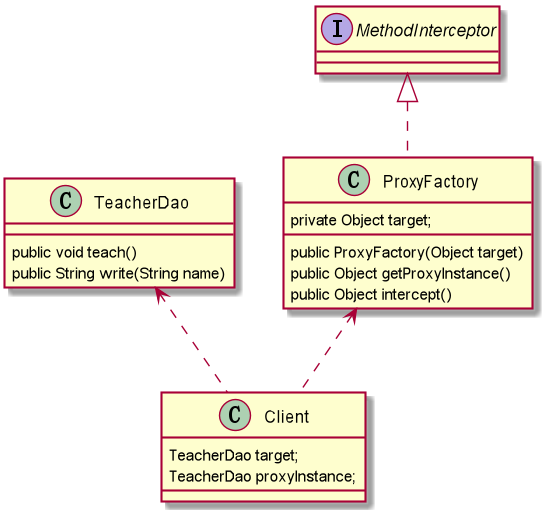 I MethodInterceptor
C TeacherDao
public void teach()
public String write(String name)
C ProxyFactory
private Object target;
public ProxyFactory(Object target)
public Object getProxyInstance()
public Object intercept()
C Client
TeacherDao target;
TeacherDao proxyInstance;